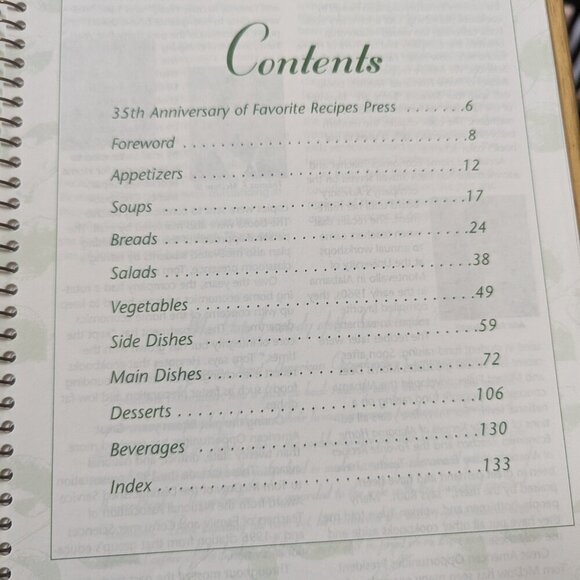 Contents
35th Anniversary of Favorite Recipes Press .......6
Foreword ..............................8
Appetizers .............................12
Soups ................................17
Breads ................................24
Salads ................................38
Vegetables .............................49
Side Dishes .............................59
Main Dishes ............................72
Desserts ..............................106
Beverages .............................130
Index .................................133